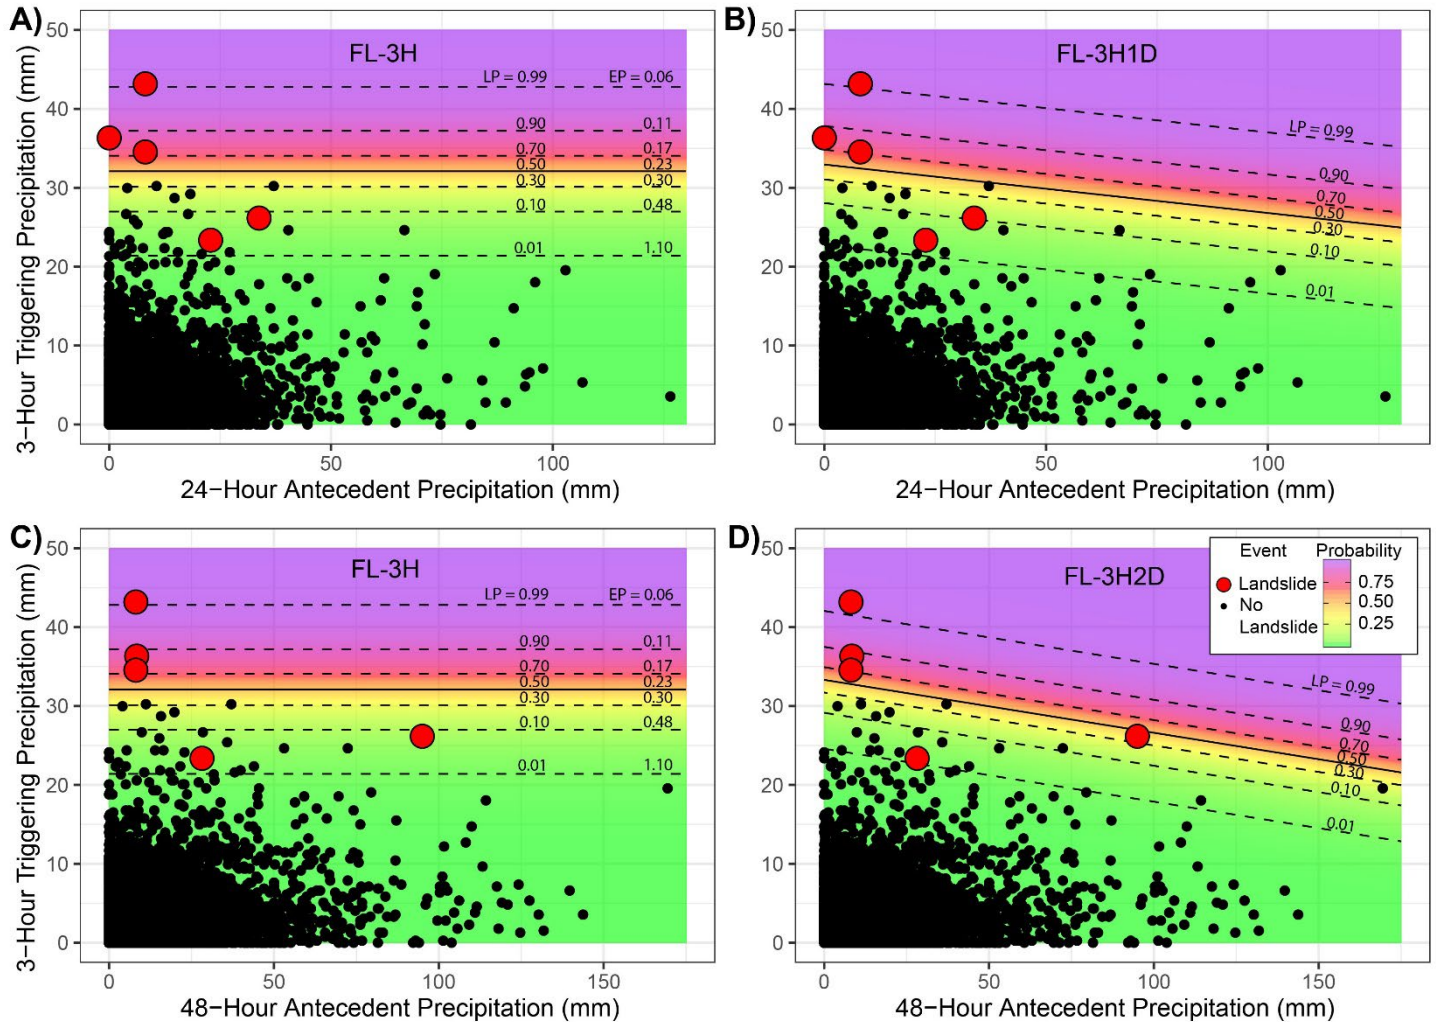 A)
FL-3H
3-Hour Triggering Precipitation (mm)
50
40
30
20
10
0
LP = 0.99 EP = 0.06
0.90 0.11
0.70 0.17
0.50 0.23
0.30 0.30
0.10 0.48
0.01 1.10
0 50 100
24-Hour Antecedent Precipitation (mm)
B)
FL-3H1D
50
40
30
20
10
0
LP = 0.99
0.90
0.70
0.50
0.30
0.10
0.01
0 50 100
24-Hour Antecedent Precipitation (mm)
C)
FL-3H
3-Hour Triggering Precipitation (mm)
50
40
30
20
10
0
LP = 0.99 EP = 0.06
0.90 0.11
0.70 0.17
0.50 0.23
0.30 0.30
0.10 0.48
0.01 1.10
0 50 100 150
48-Hour Antecedent Precipitation (mm)
D)
FL-3H2D
Event Probability
Landslide 0.75
No 0.50
Landslide 0.25
50
40
30
20
10
0
LP = 0.99
0.90
0.70
0.50
0.30
0.10
0.01
0 50 100 150
48-Hour Antecedent Precipitation (mm)